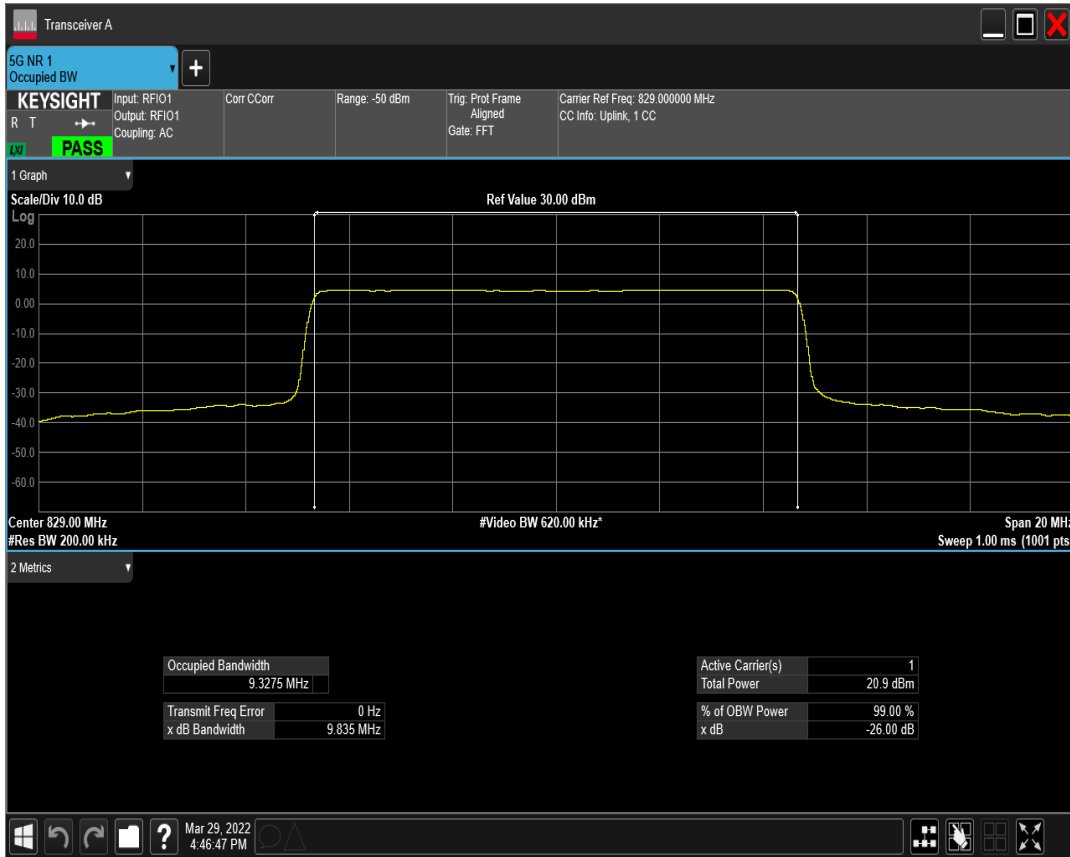 Transceiver A
5G NR 1
Occupied BW
KEYSIGHT
R T
LXI
PASS
Input: RFIO1
Output: RFIO1
Coupling: AC
Corr CCorr
Range: -50 dBm
Trig: Prot Frame
Aligned
Gate: FFT
Carrier Ref Freq: 829.000000 MHz
CC Info: Uplink, 1 CC
1 Graph
Scale/Div 10.0 dB
Ref Value 30.00 dBm
Log
20.0
10.0
0.00
-10.0
-20.0
-30.0
-40.0
-50.0
-60.0
Center 829.00 MHz
#Video BW 620.00 kHz*
Span 20 MHz
#Res BW 200.00 kHz
Sweep 1.00 ms (1001 pts
2 Metrics
Occupied Bandwidth
9.3275 MHz
Transmit Freq Error 0 Hz
x dB Bandwidth 9.835 MHz
Active Carrier(s) 1
Total Power 20.9 dBm
% of OBW Power 99.00 %
x dB -26.00 dB
?
Mar 29, 2022
4:46:47 PM